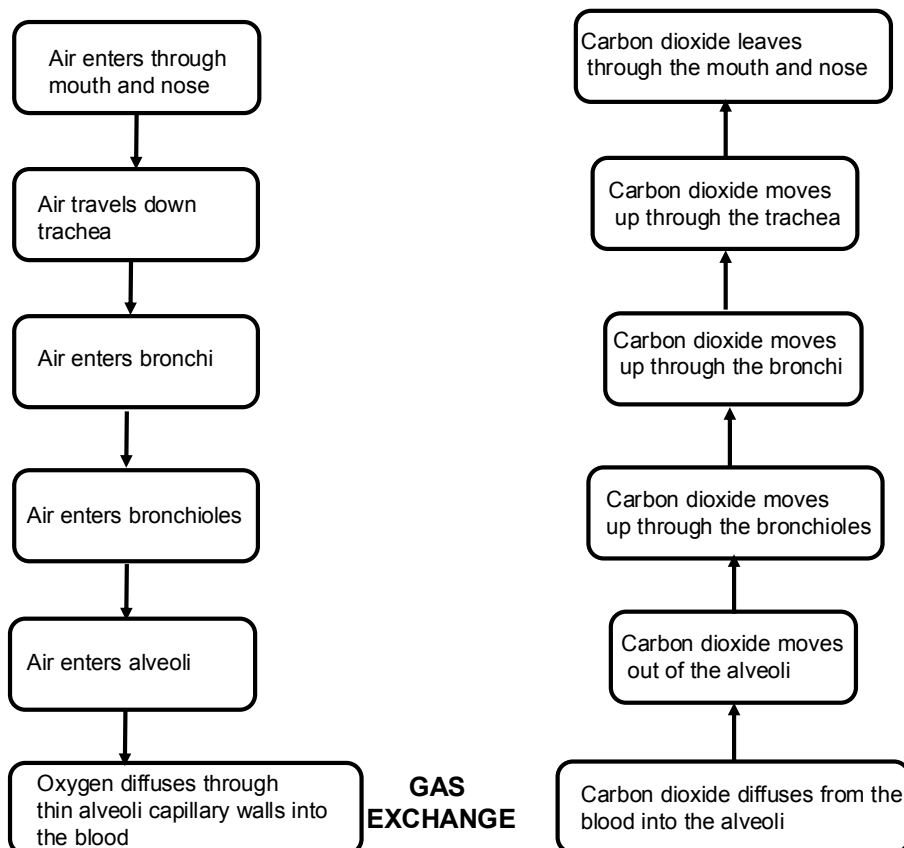 Air enters through
mouth and nose
Air travels down
trachea
Air enters bronchi
Air enters bronchioles
Air enters alveoli
Oxygen diffuses through
thin alveoli capillary walls into
the blood
GAS
EXCHANGE
Carbon dioxide leaves
through the mouth and nose
Carbon dioxide moves
up through the trachea
Carbon dioxide moves
up through the bronchi
Carbon dioxide moves
up through the bronchioles
Carbon dioxide moves
out of the alveoli
Carbon dioxide diffuses from the
blood into the alveoli